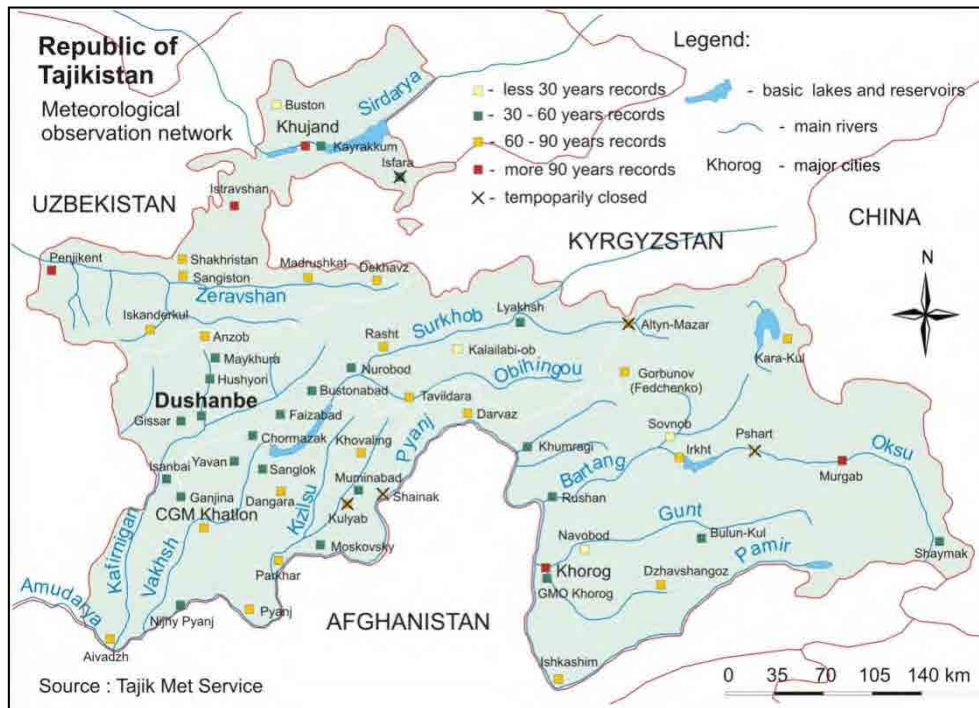 Republic of
Tajikistan
Meteorological
observation network
Legend:
- less 30 years records
- 30 - 60 years records
- 60 - 90 years records
- more 90 years records
- tempoparily closed
- basic lakes and reservoirs
- main rivers
Khorog - major cities
Buston
Sirdarya
Khujand
Kayrakkum
Isfara
Istravshan
UZBEKISTAN
KYRGYZSTAN
CHINA
N
Penjikent
Shakhristan
Sangiston
Madrushkat
Dekhavz
Zeravshan
Iskanderkul
Anzob
Maykhura
Hushyori
Rasht
Surkhob
Lyakhsh
Altyn-Mazar
Kara-Kul
Kalailabi-ob
Nurobod
Obihingou
Gorbunov
(Fedchenko)
Dushanbe
Bustonabad
Tavildara
Gissar
Faizabad
Darvaz
Chormazak
Khovaling
Pyanj
Khumragi
Sovnob
Irkht
Pshart
Oksu
Isanbai
Yavan
Sanglok
Muminabad
Shainak
Bartang
Murgab
Ganjina
Dangara
Kizilsu
Kulyab
Rushan
CGM Khatlon
Gunt
Kafirnigan
Vakhsh
Moskovsky
Navobod
Bulun-Kul
Pamir
Shaymak
Parkhar
Khorog
GMO Khorog
Dzhavshangoz
Amudarya
Nijhy Pyanj
Pyanj
AFGHANISTAN
Aivadzh
Ishkashim
0 35 70 105 140 km
Source : Tajik Met Service